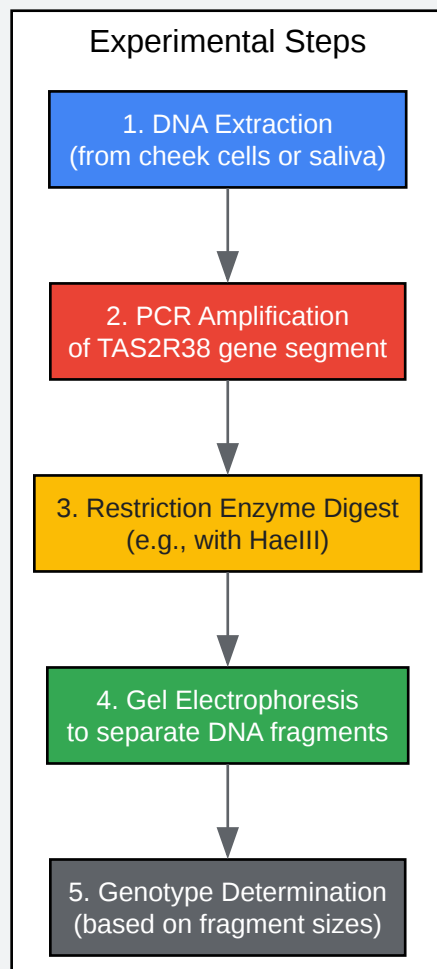 Experimental Steps
1. DNA Extraction
(from cheek cells or saliva)
2. PCR Amplification
of TAS2R38 gene segment
3. Restriction Enzyme Digest
(e.g., with HaeIII)
4. Gel Electrophoresis
to separate DNA fragments
5. Genotype Determination
(based on fragment sizes)